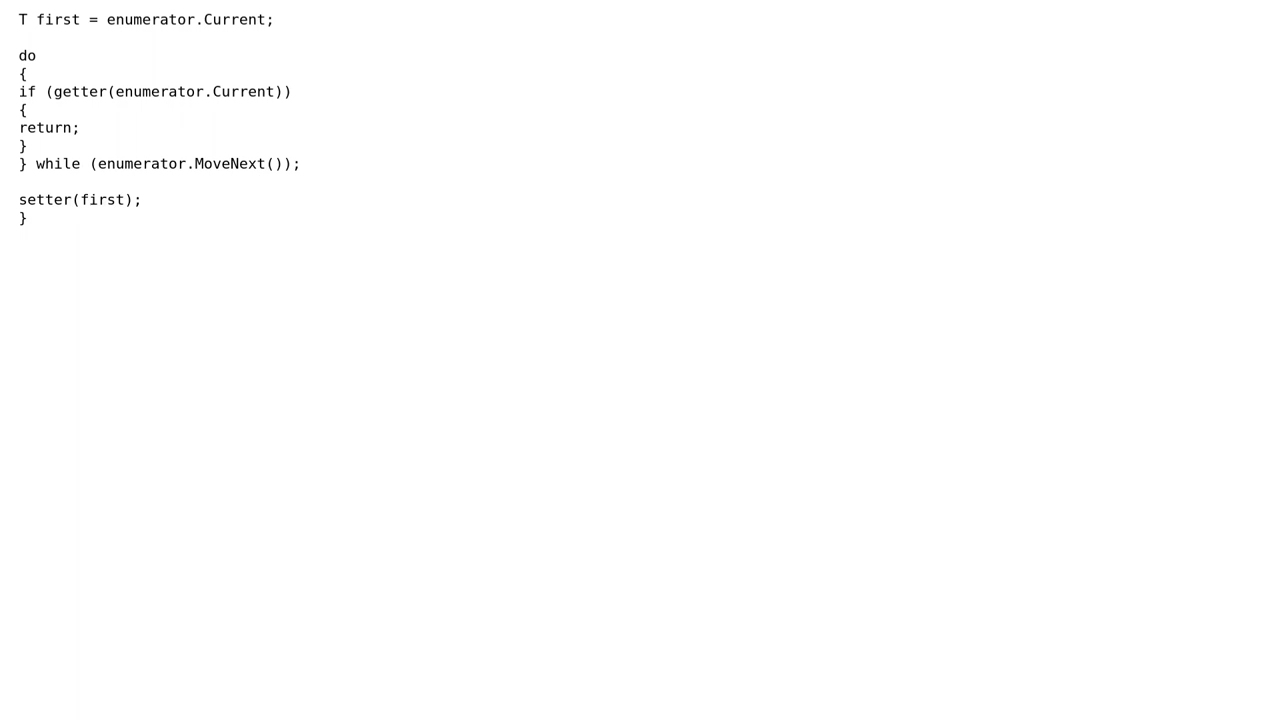 T first = enumerator.Current;

do
{
if (getter(enumerator.Current))
{
return;
}
} while (enumerator.MoveNext());

setter(first);
}